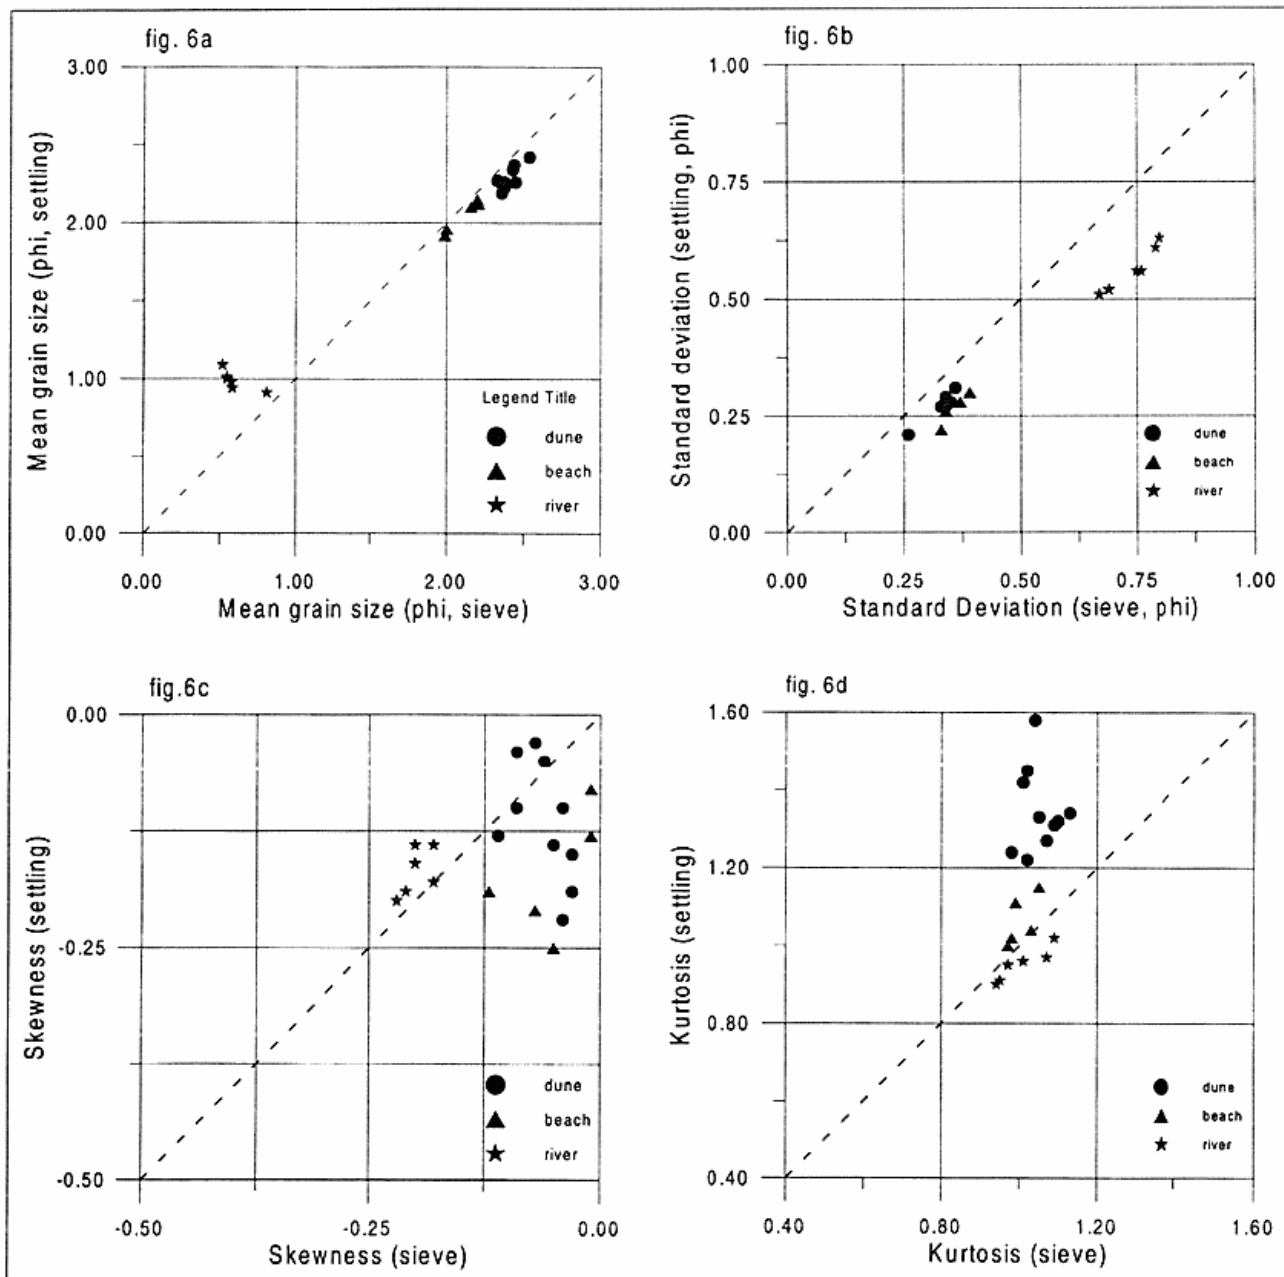 fig. 6a
3.00
2.00
1.00
0.00
Mean grain size (phi, settling)
Legend Title
dune
beach
river
0.00 1.00 2.00 3.00
Mean grain size (phi, sieve)
fig. 6b
1.00
0.75
0.50
0.25
0.00
Standard deviation (settling, phi)
dune
beach
river
0.00 0.25 0.50 0.75 1.00
Standard Deviation (sieve, phi)
fig.6c
0.00
-0.25
-0.50
Skewness (settling)
dune
beach
river
-0.50 -0.25 0.00
Skewness (sieve)
fig. 6d
1.60
1.20
0.80
0.40
Kurtosis (settling)
dune
beach
river
0.40 0.80 1.20 1.60
Kurtosis (sieve)